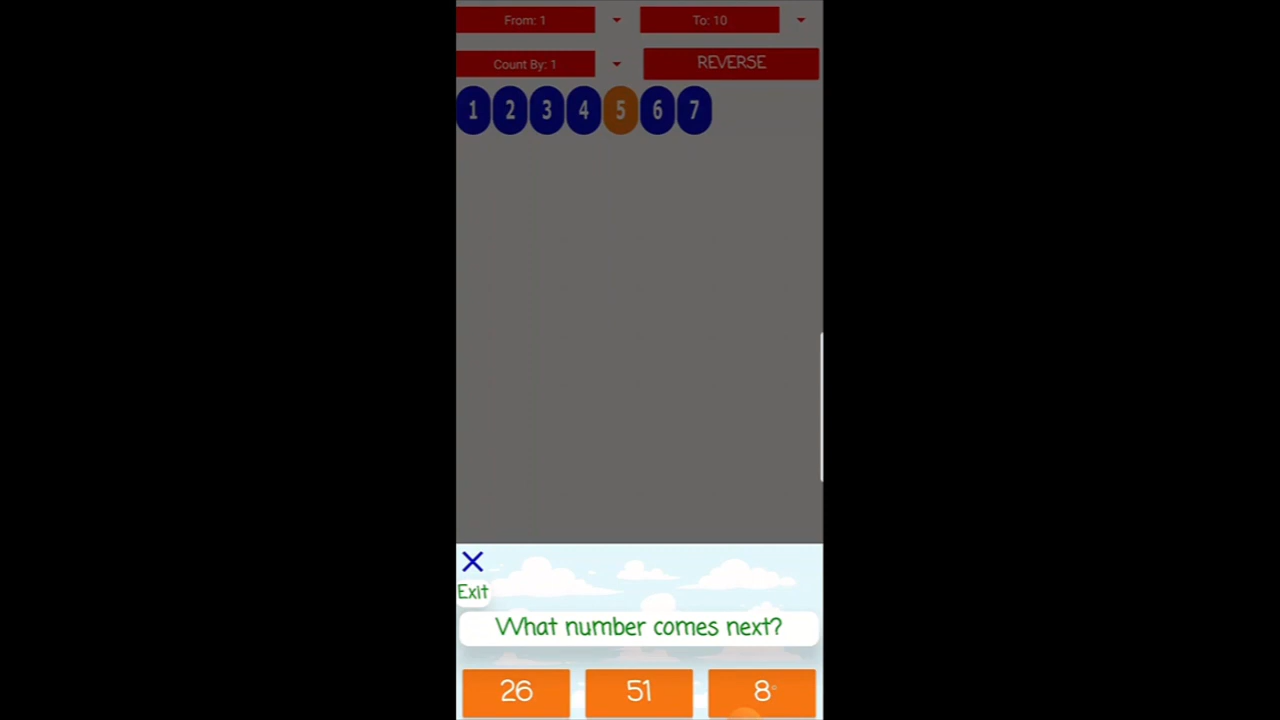 From: 1 To: 10
Count By: 1 REVERSE
1 2 3 4 5 6 7
Exit
What number comes next?
26 51 8